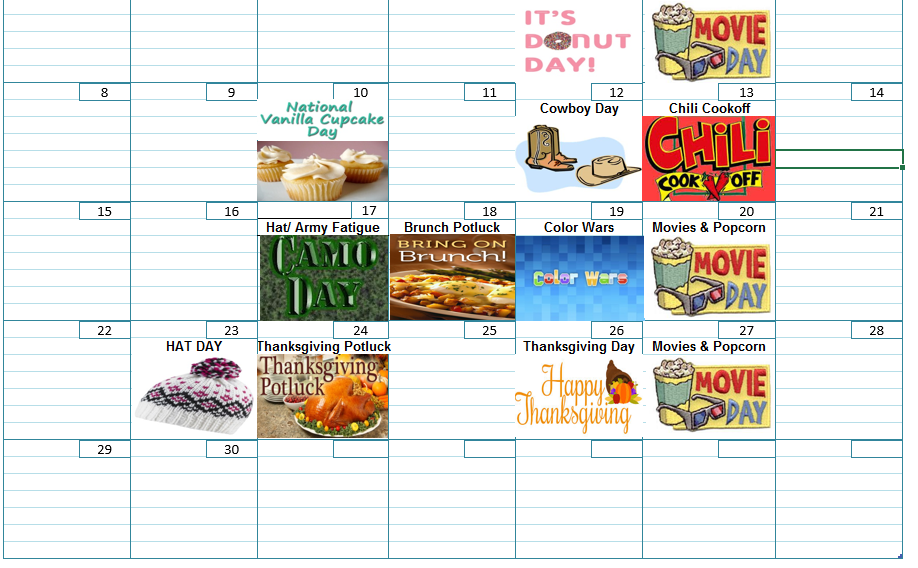 IT'S
DONUT
DAY!
MOVIE
DAY
8 9 10 11 12 13 14
National
Vanilla Cupcake
Day
Cowboy Day
Chili Cookoff
CHiLi
COOK OFF
15 16 17 18 19 20 21
Hat/ Army Fatigue
CAMO
DAY
Brunch Potluck
BRING ON
Brunch!
Color Wars
Color Wars
Movies & Popcorn
MOVIE
DAY
22 23 24 25 26 27 28
HAT DAY
Thanksgiving Potluck
Thanksgiving
Potluck
Thanksgiving Day
Happy
Thanksgiving
Movies & Popcorn
MOVIE
DAY
29 30